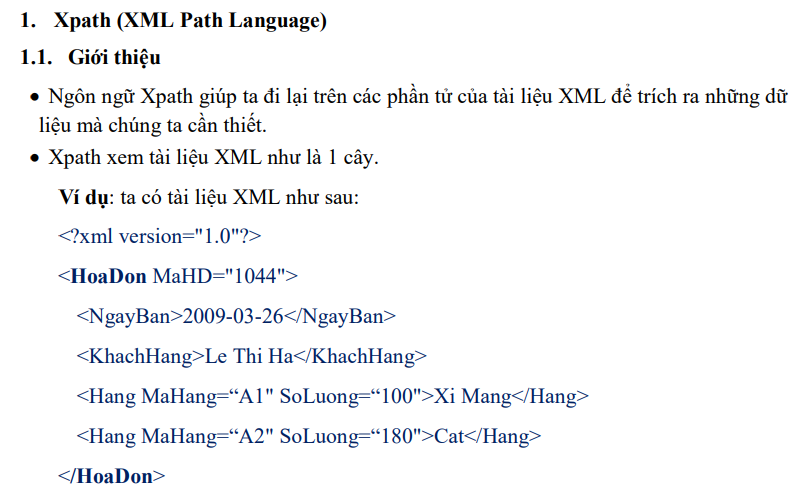 1. Xpath (XML Path Language)
1.1. Giới thiệu
• Ngôn ngữ Xpath giúp ta đi lại trên các phần tử của tài liệu XML để trích ra những dữ
liệu mà chúng ta cần thiết.
• Xpath xem tài liệu XML như là 1 cây.
Ví dụ: ta có tài liệu XML như sau:
<?xml version="1.0"?>
<HoaDon MaHD="1044">
<NgayBan>2009-03-26</NgayBan>
<KhachHang>Le Thi Ha</KhachHang>
<Hang MaHang=“A1" SoLuong=“100">Xi Mang</Hang>
<Hang MaHang=“A2" SoLuong=“180">Cat</Hang>
</HoaDon>